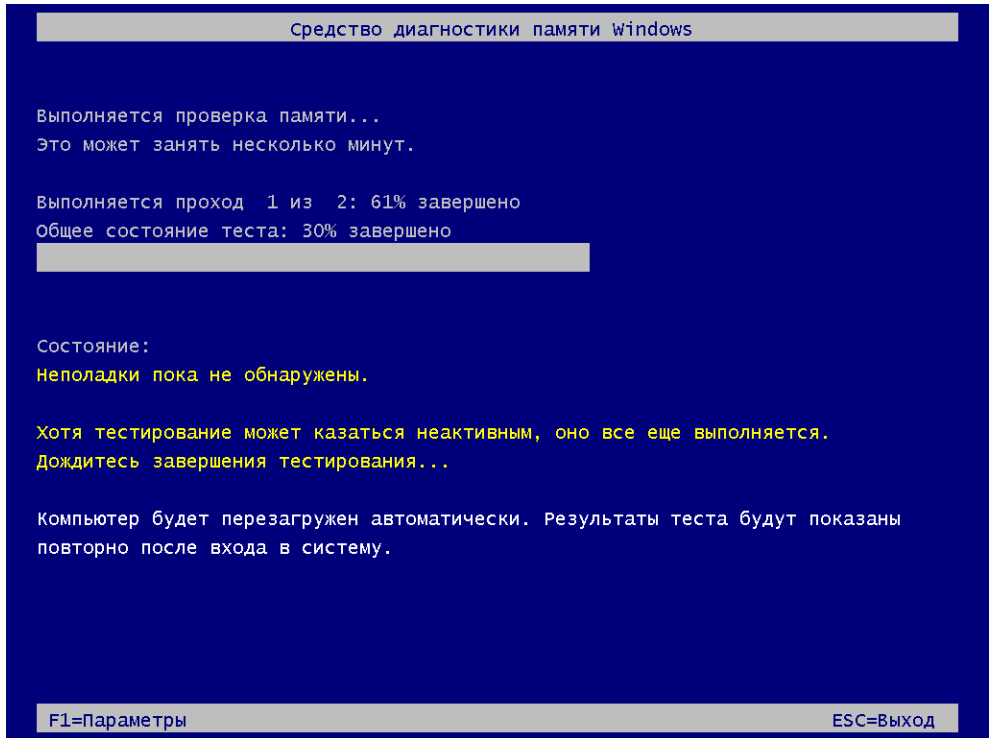 Средство диагностики памяти Windows
Выполняется проверка памяти...
Это может занять несколько минут.
Выполняется проход  1 из  2: 61% завершено
Общее состояние теста: 30% завершено
Состояние:
Неполадки пока не обнаружены.
Хотя тестирование может казаться неактивным, оно все еще выполняется.
Дождитесь завершения тестирования...
Компьютер будет перезагружен автоматически. Результаты теста будут показаны
повторно после входа в систему.
F1=Параметры ESC=Выход